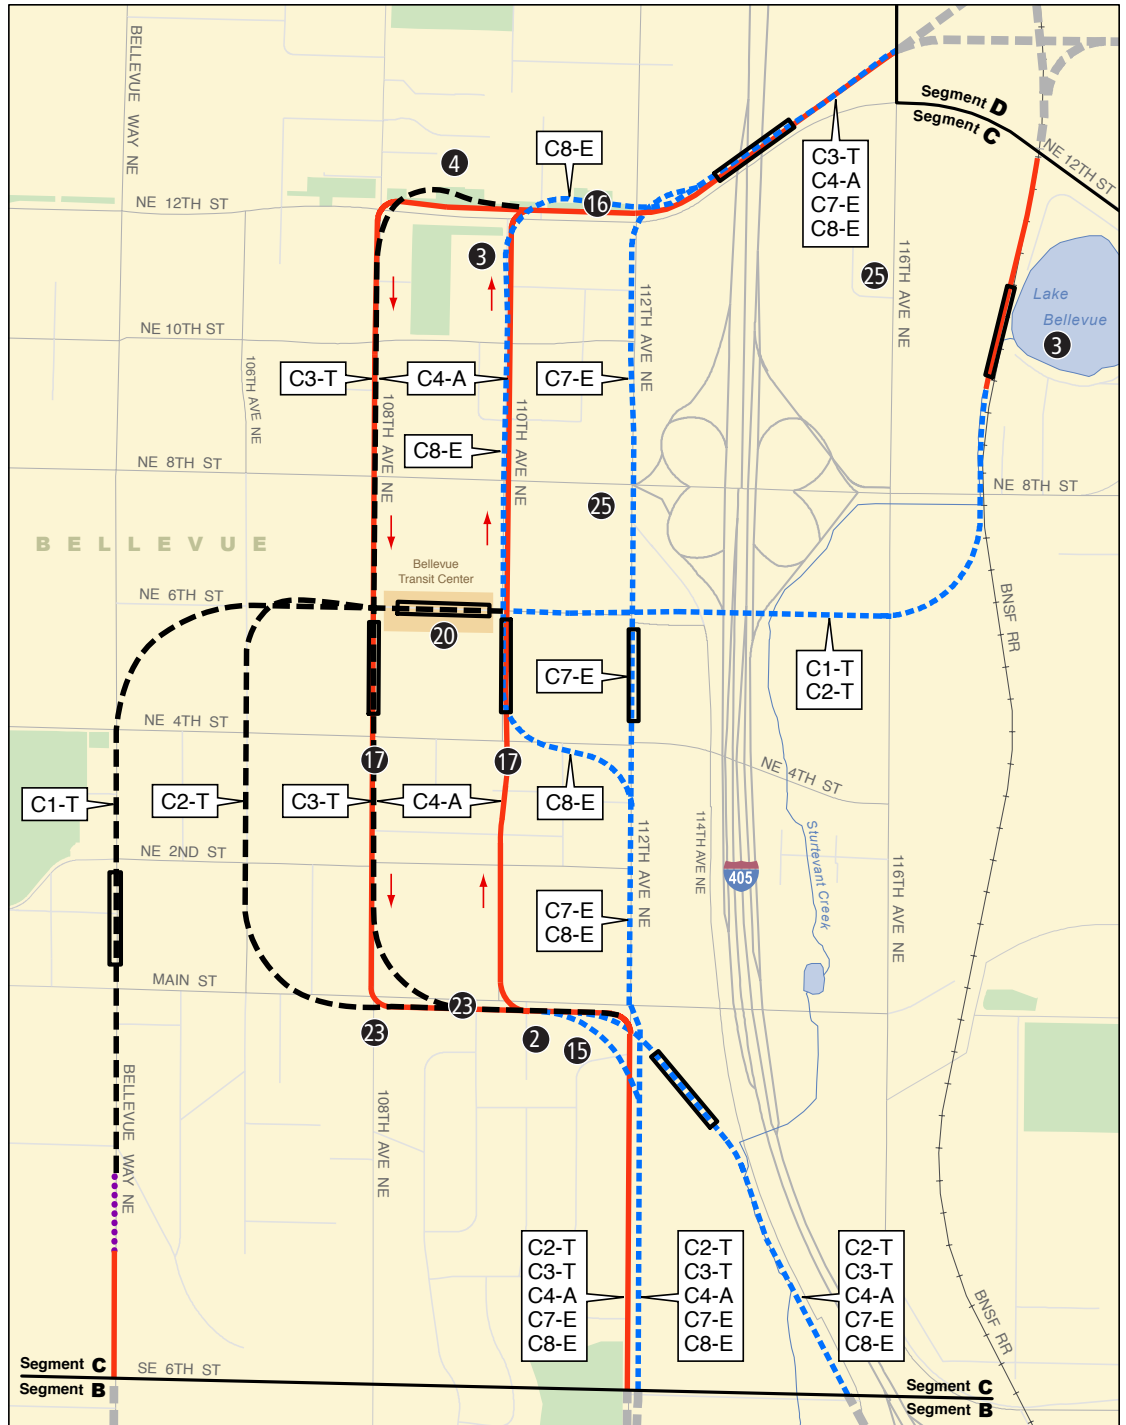 BELLEVUE WAY NE
Segment D
Segment C
NE 12TH ST
4
C8-E
C3-T
C4-A
C7-E
C8-E
NE 12TH ST
16
3
116TH AVE NE
25
Lake
Bellevue
3
112TH AVE NE
NE 10TH ST
106TH AVE NE
C3-T
C4-A
C7-E
108TH AVE NE
110TH AVE NE
C8-E
NE 8TH ST
NE 8TH ST
25
BELLEVUE
Bellevue
Transit Center
NE 6TH ST
20
BNSF RR
C7-E
C1-T
C2-T
NE 4TH ST
17
17
NE 4TH ST
C1-T
C2-T
C3-T
C4-A
C8-E
114TH AVE NE
112TH AVE NE
Sturtevant Creek
NE 2ND ST
405
116TH AVE NE
C7-E
C8-E
MAIN ST
23
23
2
15
BELLEVUE WAY NE
108TH AVE NE
C2-T
C3-T
C4-A
C7-E
C8-E
C2-T
C3-T
C4-A
C7-E
C8-E
C2-T
C3-T
C4-A
C7-E
C8-E
BNSF RR
Segment C
SE 6TH ST
Segment B
Segment C
Segment B